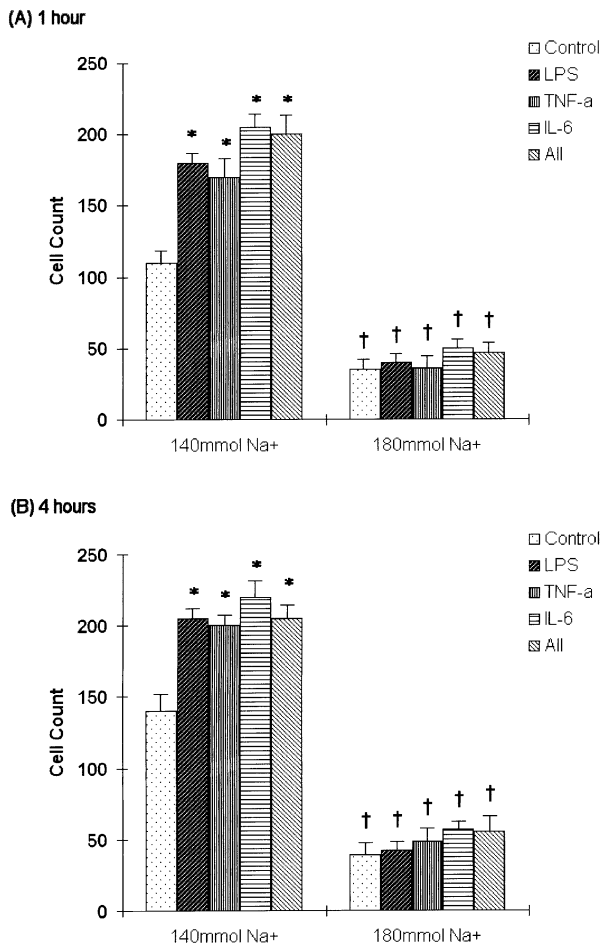 (A) 1 hour
Control
LPS
TNF-a
IL-6
All
250
200
150
100
50
0
Cell Count
* * * *
† † † † †
140mmol Na+ 180mmol Na+
(B) 4 hours
Control
LPS
TNF-a
IL-6
All
250
200
150
100
50
0
Cell Count
* * * *
† † † † †
140mmol Na+ 180mmol Na+